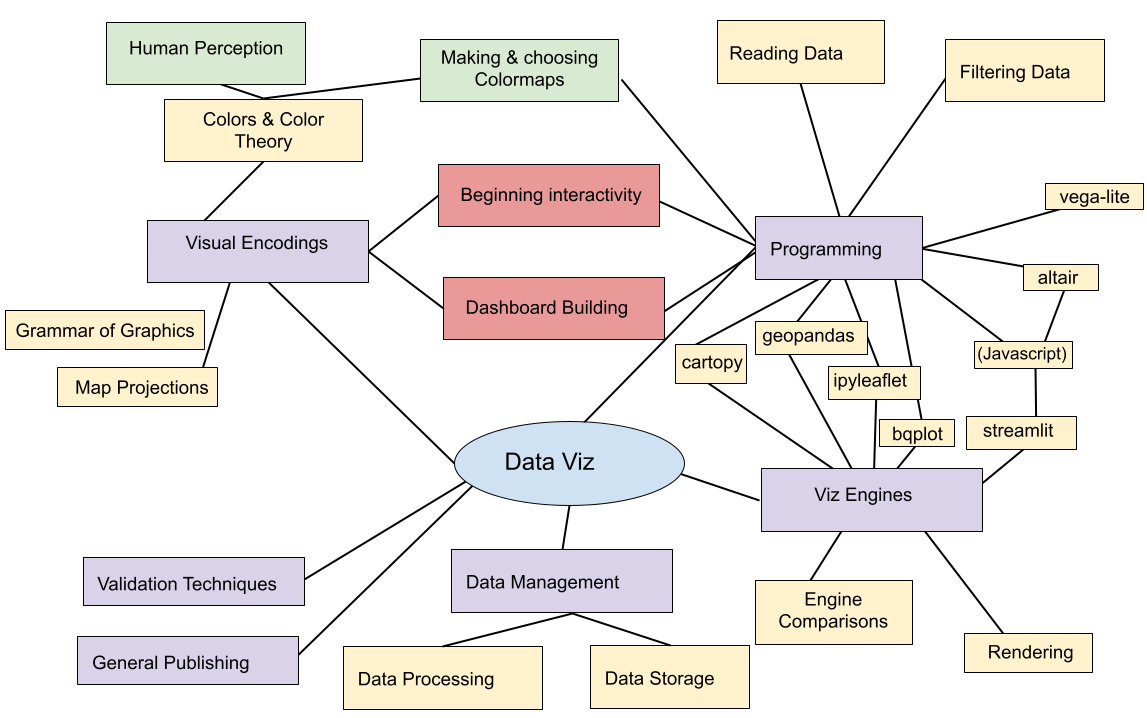 Human Perception
Making & choosing
Colormaps
Reading Data
Filtering Data
Colors & Color
Theory
Beginning interactivity
vega-lite
Visual Encodings
Programming
altair
Dashboard Building
Grammar of Graphics
geopandas
(Javascript)
cartopy
Map Projections
ipyleaflet
bqplot
streamlit
Data Viz
Viz Engines
Validation Techniques
Data Management
Engine
Comparisons
General Publishing
Data Processing
Data Storage
Rendering